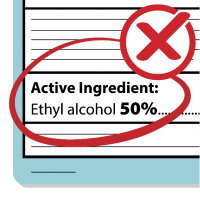 Active Ingredient:
Ethyl alcohol 50%..........